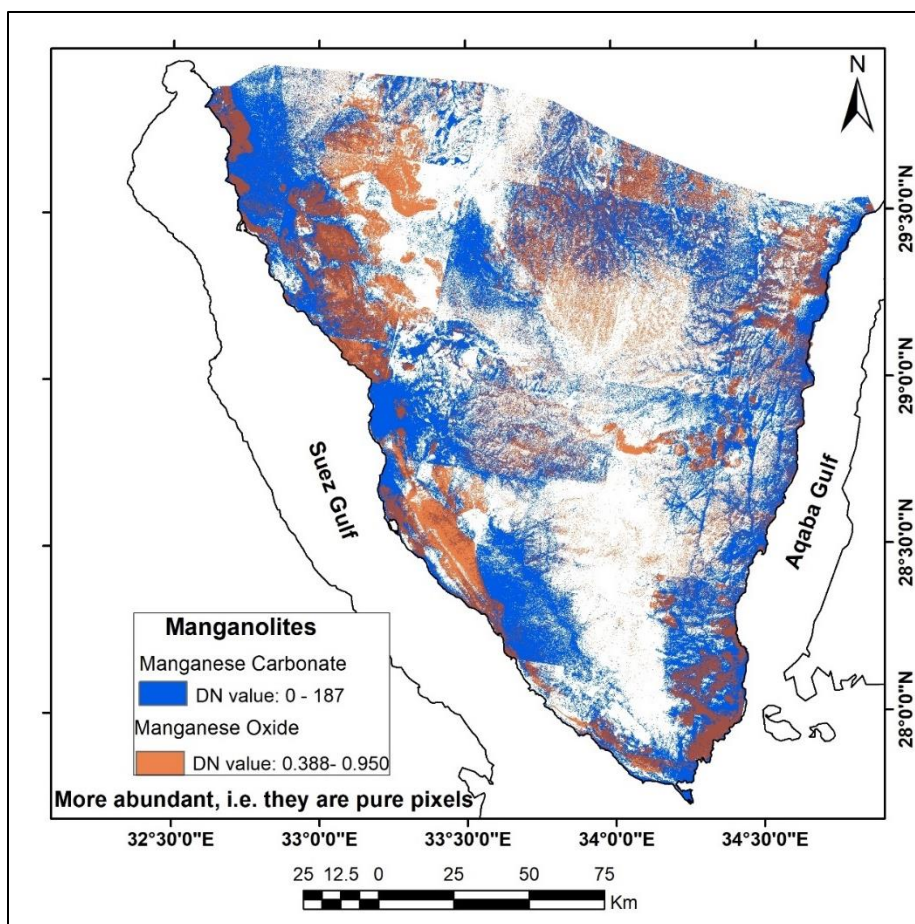 N
29°30'0"N
29°0'0"N
28°30'0"N
28°0'0"N
Suez Gulf
Aqaba Gulf
Manganolites
Manganese Carbonate
DN value: 0 - 187
Manganese Oxide
DN value: 0.388- 0.950
More abundant, i.e. they are pure pixels
32°30'0"E 33°0'0"E 33°30'0"E 34°0'0"E 34°30'0"E
25 12.5 0 25 50 75
Km